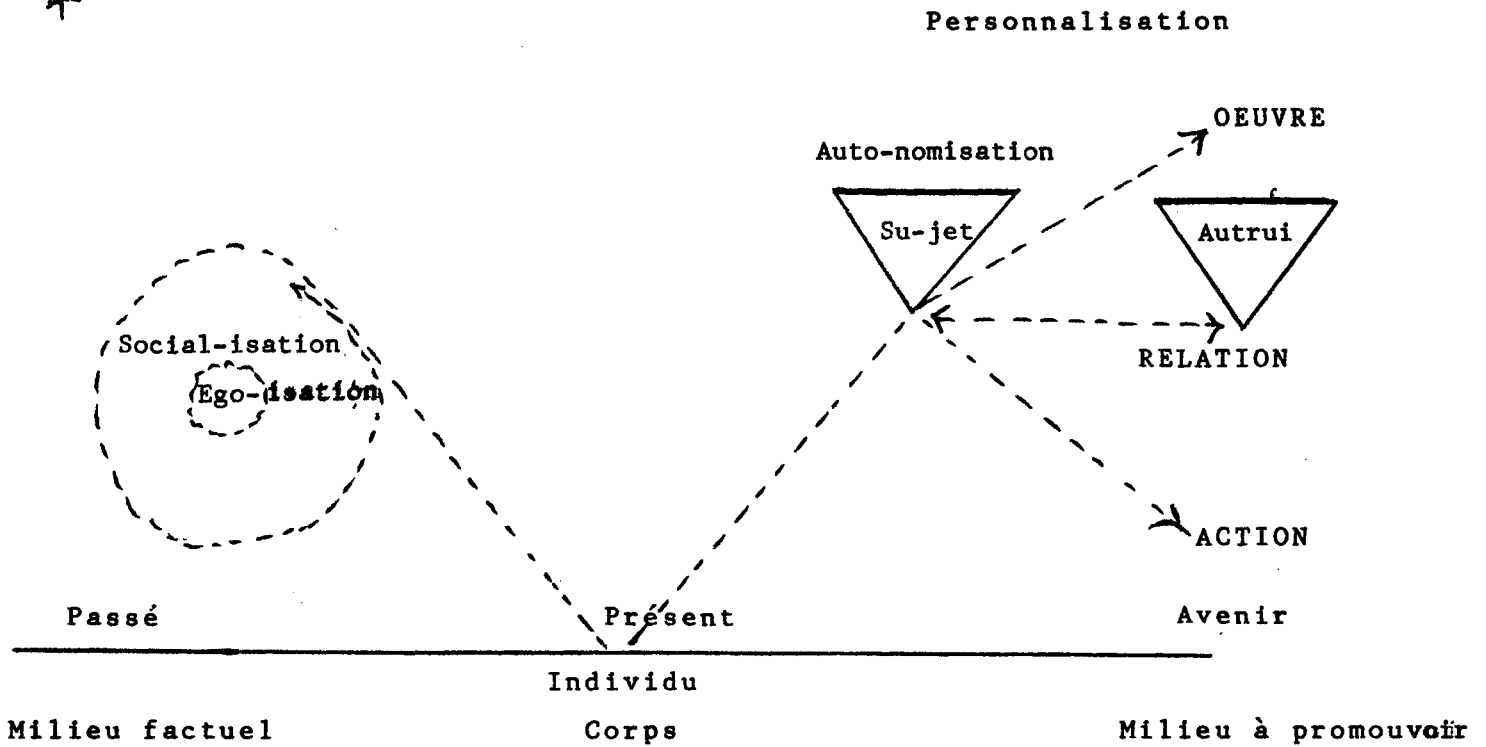 Personnalisation
OEUVRE
Auto-nomisation
Su-jet
Autrui
Social-isation
RELATION
Ego-isation
ACTION
Passé
Présent
Avenir
Individu
Milieu factuel
Corps
Milieu à promouvoir